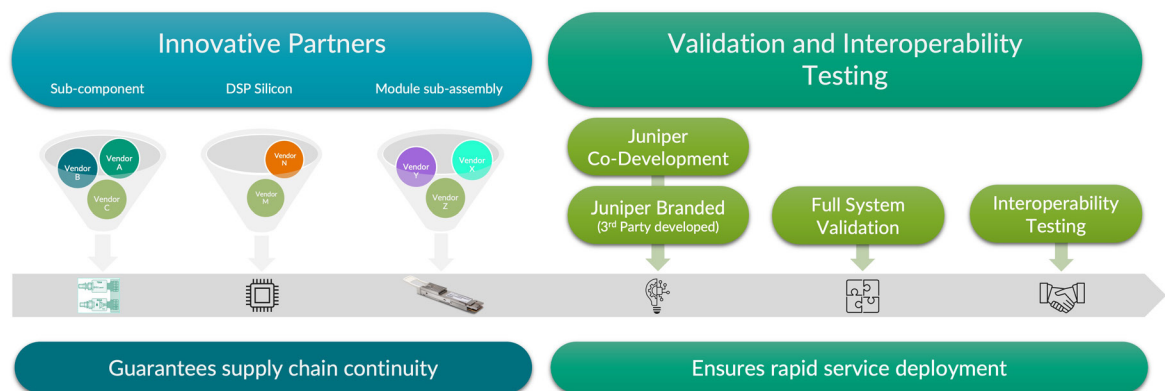 Innovative Partners
Sub-component
DSP Silicon
Module sub-assembly
Vendor
B
Vendor
A
Vendor
C
Vendor
N
Vendor
M
Vendor
Y
Vendor
X
Vendor
Z
Validation and Interoperability
Testing
Juniper
Co-Development
Juniper Branded
(3rd Party developed)
Full System
Validation
Interoperability
Testing
Guarantees supply chain continuity
Ensures rapid service deployment